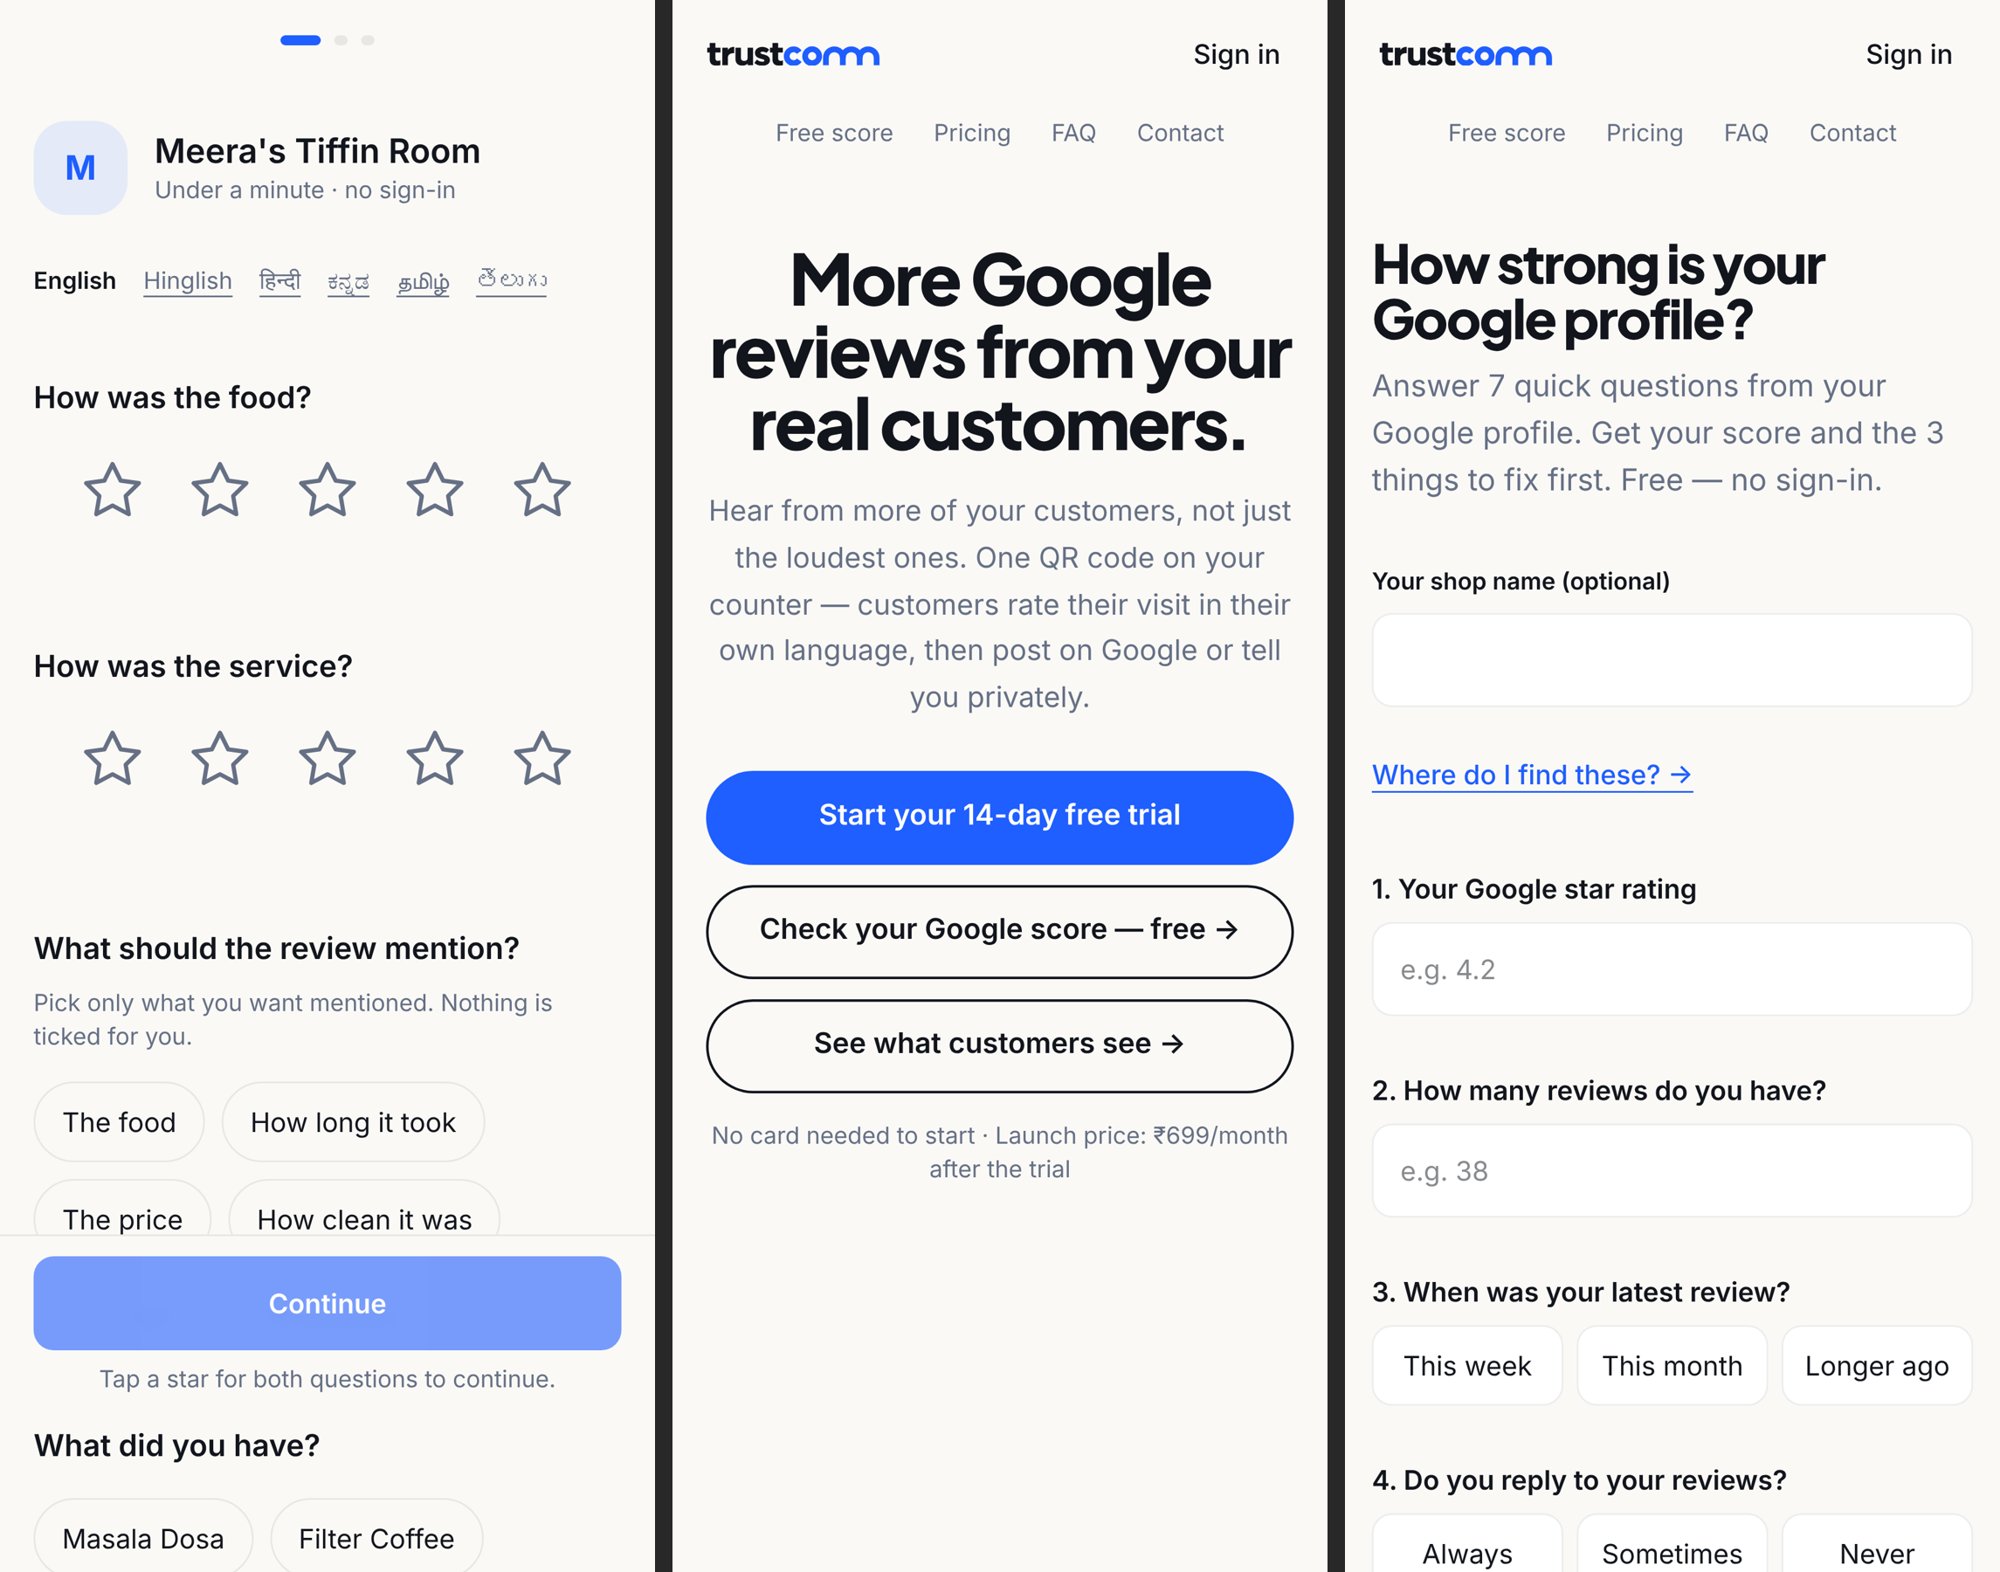 M
Meera's Tiffin Room
Under a minute · no sign-in
English Hinglish हिन्दी ಕನ್ನಡ தமிழ் తెలుగు
How was the food?
How was the service?
What should the review mention?
Pick only what you want mentioned. Nothing is
ticked for you.
The food How long it took
The price How clean it was
Continue
Tap a star for both questions to continue.
What did you have?
Masala Dosa Filter Coffee
trustcomm Sign in
Free score Pricing FAQ Contact
More Google
reviews from your
real customers.
Hear from more of your customers, not just
the loudest ones. One QR code on your
counter — customers rate their visit in their
own language, then post on Google or tell
you privately.
Start your 14-day free trial
Check your Google score — free →
See what customers see →
No card needed to start · Launch price: ₹699/month
after the trial
trustcomm Sign in
Free score Pricing FAQ Contact
How strong is your
Google profile?
Answer 7 quick questions from your
Google profile. Get your score and the 3
things to fix first. Free — no sign-in.
Your shop name (optional)
Where do I find these? →
1. Your Google star rating
e.g. 4.2
2. How many reviews do you have?
e.g. 38
3. When was your latest review?
This week This month Longer ago
4. Do you reply to your reviews?
Always Sometimes Never